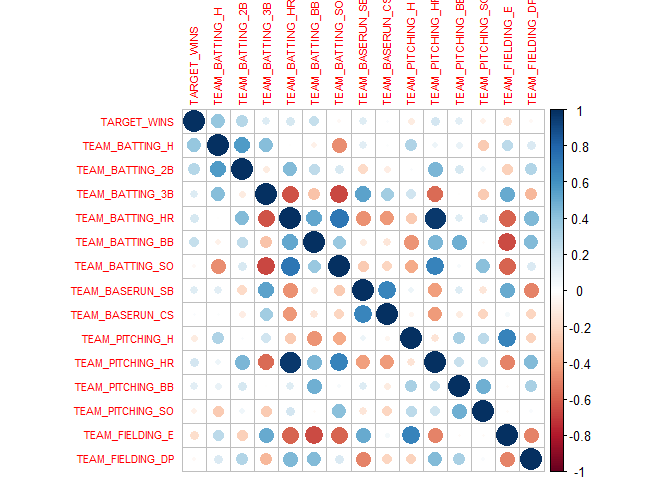 TARGET_WINS
TEAM_BATTING_H
TEAM_BATTING_2B
TEAM_BATTING_3B
TEAM_BATTING_HR
TEAM_BATTING_BB
TEAM_BATTING_SO
TEAM_BASERUN_SB
TEAM_BASERUN_CS
TEAM_PITCHING_H
TEAM_PITCHING_HR
TEAM_PITCHING_BB
TEAM_PITCHING_SO
TEAM_FIELDING_E
TEAM_FIELDING_DP
TARGET_WINS
TEAM_BATTING_H
TEAM_BATTING_2B
TEAM_BATTING_3B
TEAM_BATTING_HR
TEAM_BATTING_BB
TEAM_BATTING_SO
TEAM_BASERUN_SB
TEAM_BASERUN_CS
TEAM_PITCHING_H
TEAM_PITCHING_HR
TEAM_PITCHING_BB
TEAM_PITCHING_SO
TEAM_FIELDING_E
TEAM_FIELDING_DP
1
0.8
0.6
0.4
0.2
0
-0.2
-0.4
-0.6
-0.8
-1